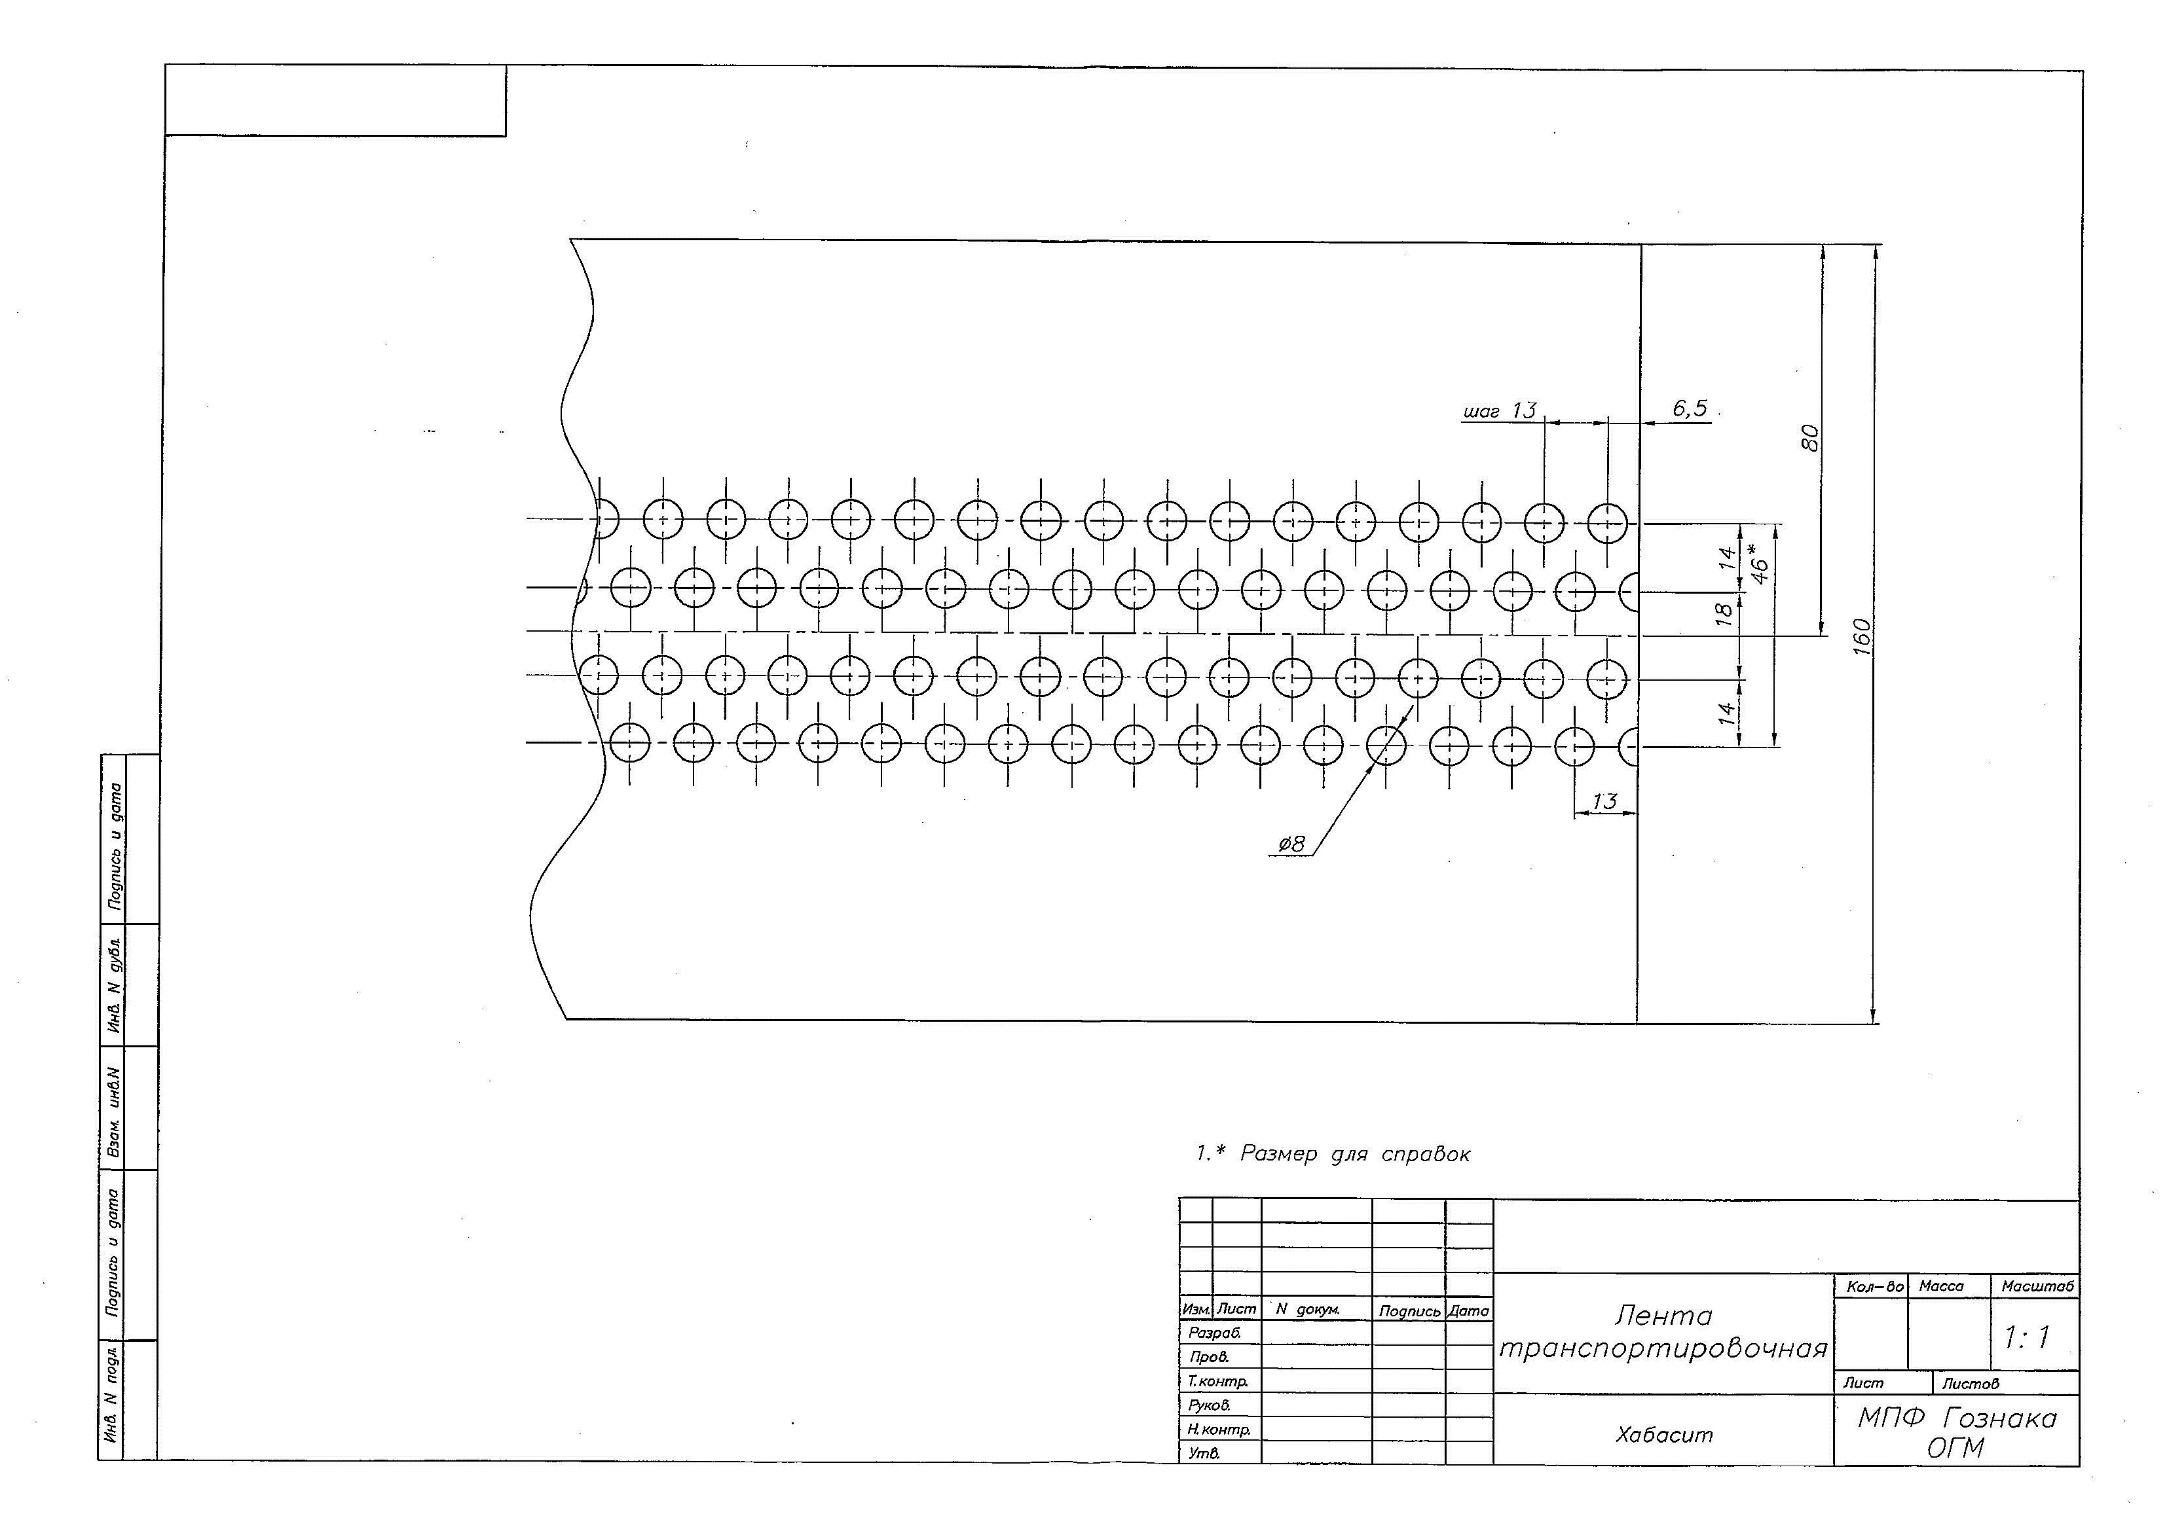 шаг 13
6,5
80
160
14
46*
18
14
13
⌀8
1.* Размер для справок
Подпись и дата
Инв. N дубл.
Взам. инв.N
Подпись и дата
Инв. N подл.
Изм. Лист N докум. Подпись Дата
Разраб.
Пров.
Т.контр.
Руков.
Н.контр.
Утв.
Лента
транспортировочная
Хабасит
Кол-во Масса Масштаб
1:1
Лист Листов
МПФ Гознака
ОГМ